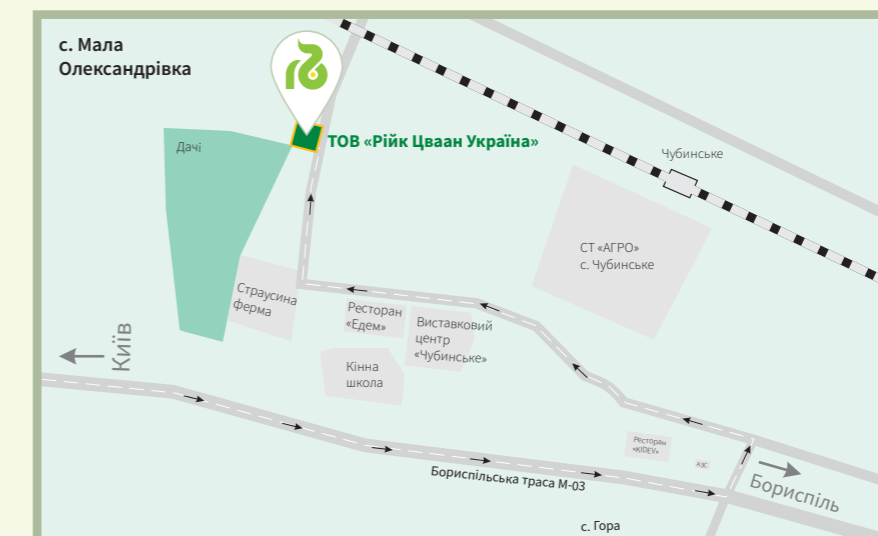 с. Мала
Олександрівка
ТОВ «Рійк Цваан Україна»
Дачі
Чубинське
СТ «АГРО»
с. Чубинське
Страусина
ферма
Ресторан
«Едем»
Виставковий
центр
«Чубинське»
Київ
Кінна
школа
Ресторан
«KIDEV»
АЗС
Бориспільська траса М-03
Бориспіль
с. Гора